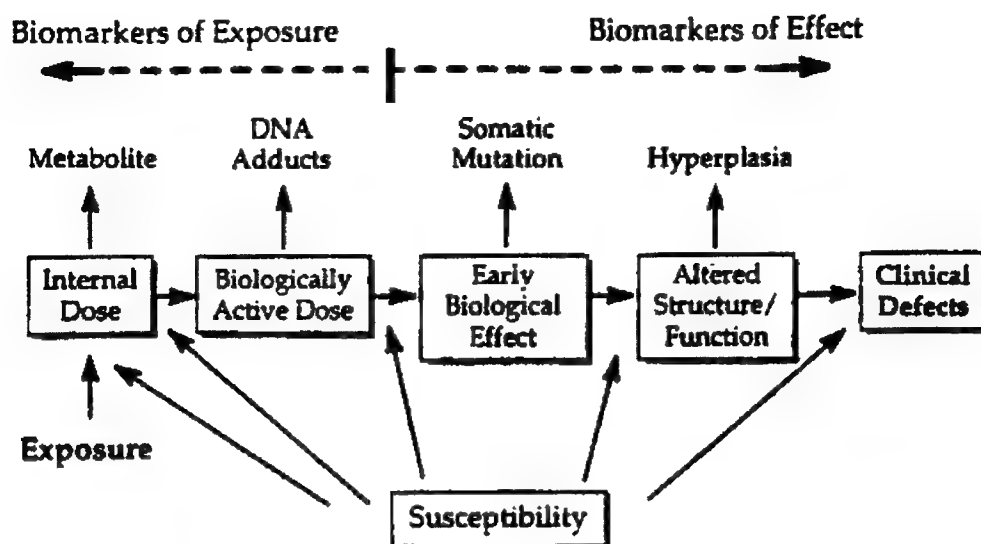 Biomarkers of Exposure
Biomarkers of Effect
Metabolite
DNA
Adducts
Somatic
Mutation
Hyperplasia
Internal
Dose
Biologically
Active Dose
Early
Biological
Effect
Altered
Structure/
Function
Clinical
Defects
Exposure
Susceptibility